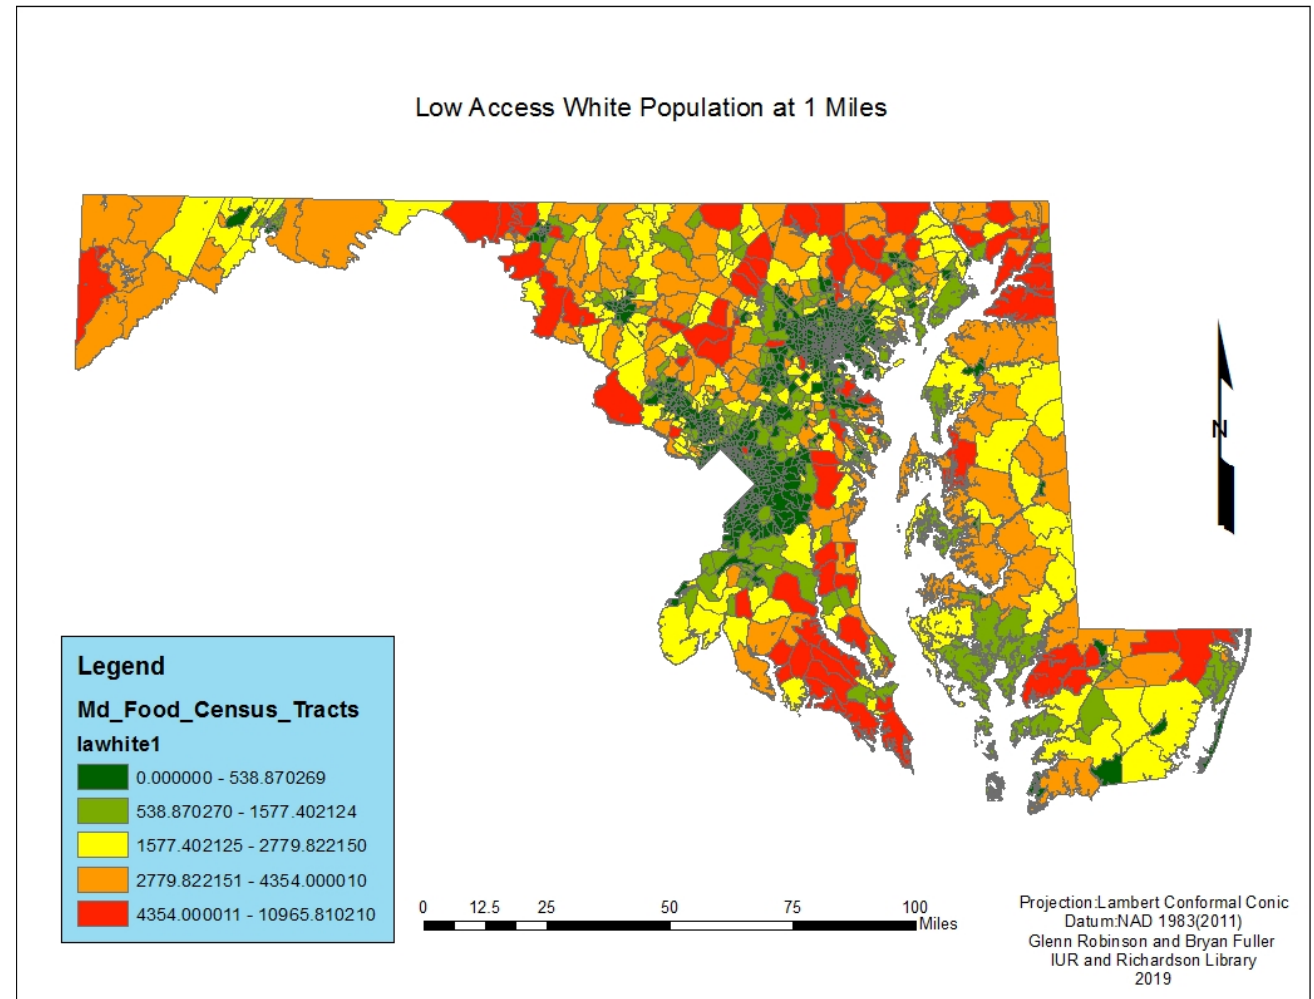 Low Access White Population at 1 Miles
N
Legend
Md_Food_Census_Tracts
lawhite1
0.000000 - 538.870269
538.870270 - 1577.402124
1577.402125 - 2779.822150
2779.822151 - 4354.000010
4354.000011 - 10965.810210
0 12.5 25 50 75 100
Miles
Projection:Lambert Conformal Conic
Datum:NAD 1983(2011)
Glenn Robinson and Bryan Fuller
IUR and Richardson Library
2019